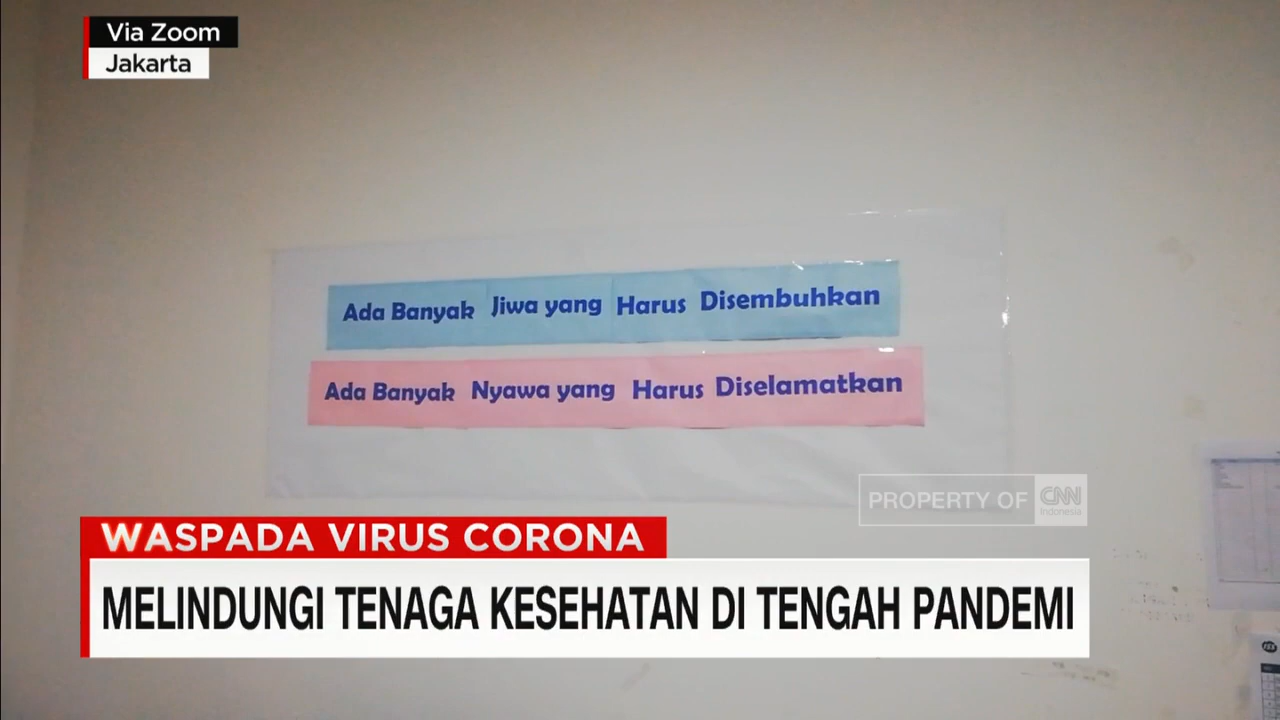 Via Zoom
Jakarta
Ada Banyak Jiwa yang Harus Disembuhkan
Ada Banyak Nyawa yang Harus Diselamatkan
PROPERTY OF CNN Indonesia
WASPADA VIRUS CORONA
MELINDUNGI TENAGA KESEHATAN DI TENGAH PANDEMI